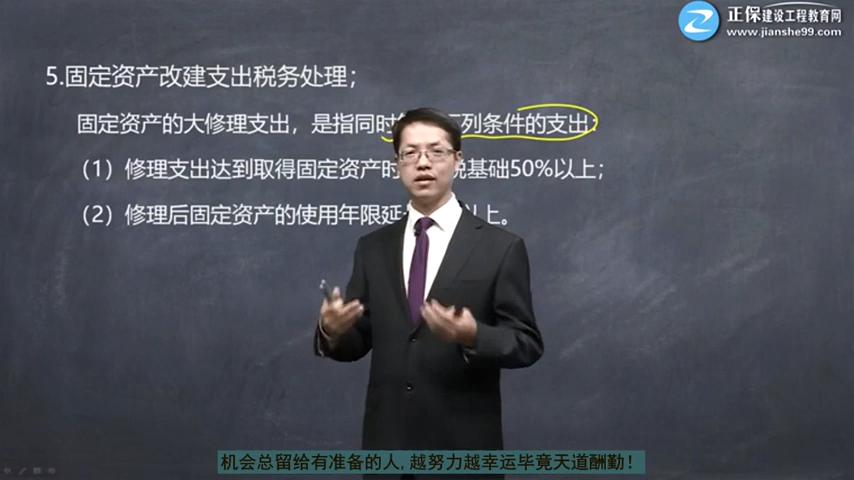 正保建设工程教育网
www.jianshe99.com
5.固定资产改建支出税务处理；
固定资产的大修理支出，是指同时 列条件的支出：
（1）修理支出达到取得固定资产时 税基础50%以上；
（2）修理后固定资产的使用年限延 以上。
机会总留给有准备的人,越努力越幸运毕竟天道酬勤！